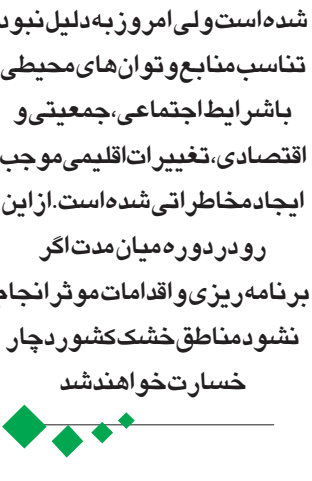 شده‌است ولی امروز به دلیل نبود
تناسب منابع و توان های محیطی
با شرایط اجتماعی، جمعیتی و
اقتصادی، تغییرات اقلیمی موجب
ایجاد مخاطراتی شده‌است. از این
رو در دوره میان مدت اگر
برنامه ریزی و اقدامات موثر انجام
نشود مناطق خشک کشور دچار
خسارت خواهند شد